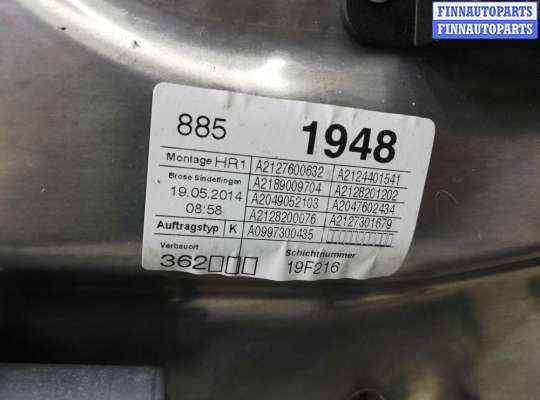 FINNAUTOPARTS
FINNAUTOPARTS
885 1948
Montage HR1 A2127600632 A2124401541
Brose Sindelfingen A2189009704 A2128201202
19.05.2014 A2049052103 A2047602434
08:58 A2128200076 A2127301679
Auftragstyp K A0997300435
Verbauort Schichtnummer
362 19F216